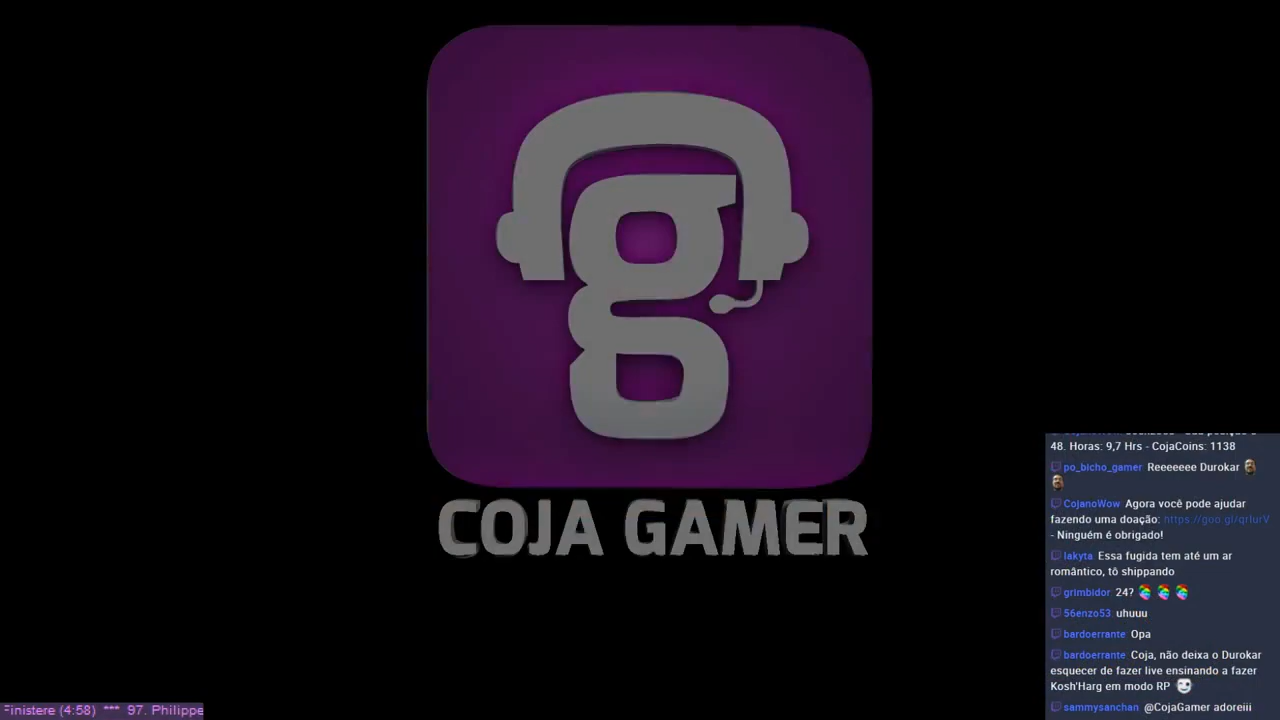 g
COJA GAMER
48. Horas: 9,7 Hrs - CojaCoins: 1138
po_bicho_gamer Reeeeeee Durokar
CojanoWow Agora você pode ajudar
fazendo uma doação: https://goo.gl/qrIurV
- Ninguém é obrigado!
lakyta Essa fugida tem até um ar
romântico, tô shippando
grimbidor 24?
56enzo53 uhuuu
bardoerrante Opa
bardoerrante Coja, não deixa o Durokar
esquecer de fazer live ensinando a fazer
Kosh'Harg em modo RP
sammysanchan @CojaGamer adoreiii
Finistere (4:58) *** 97. Philippe